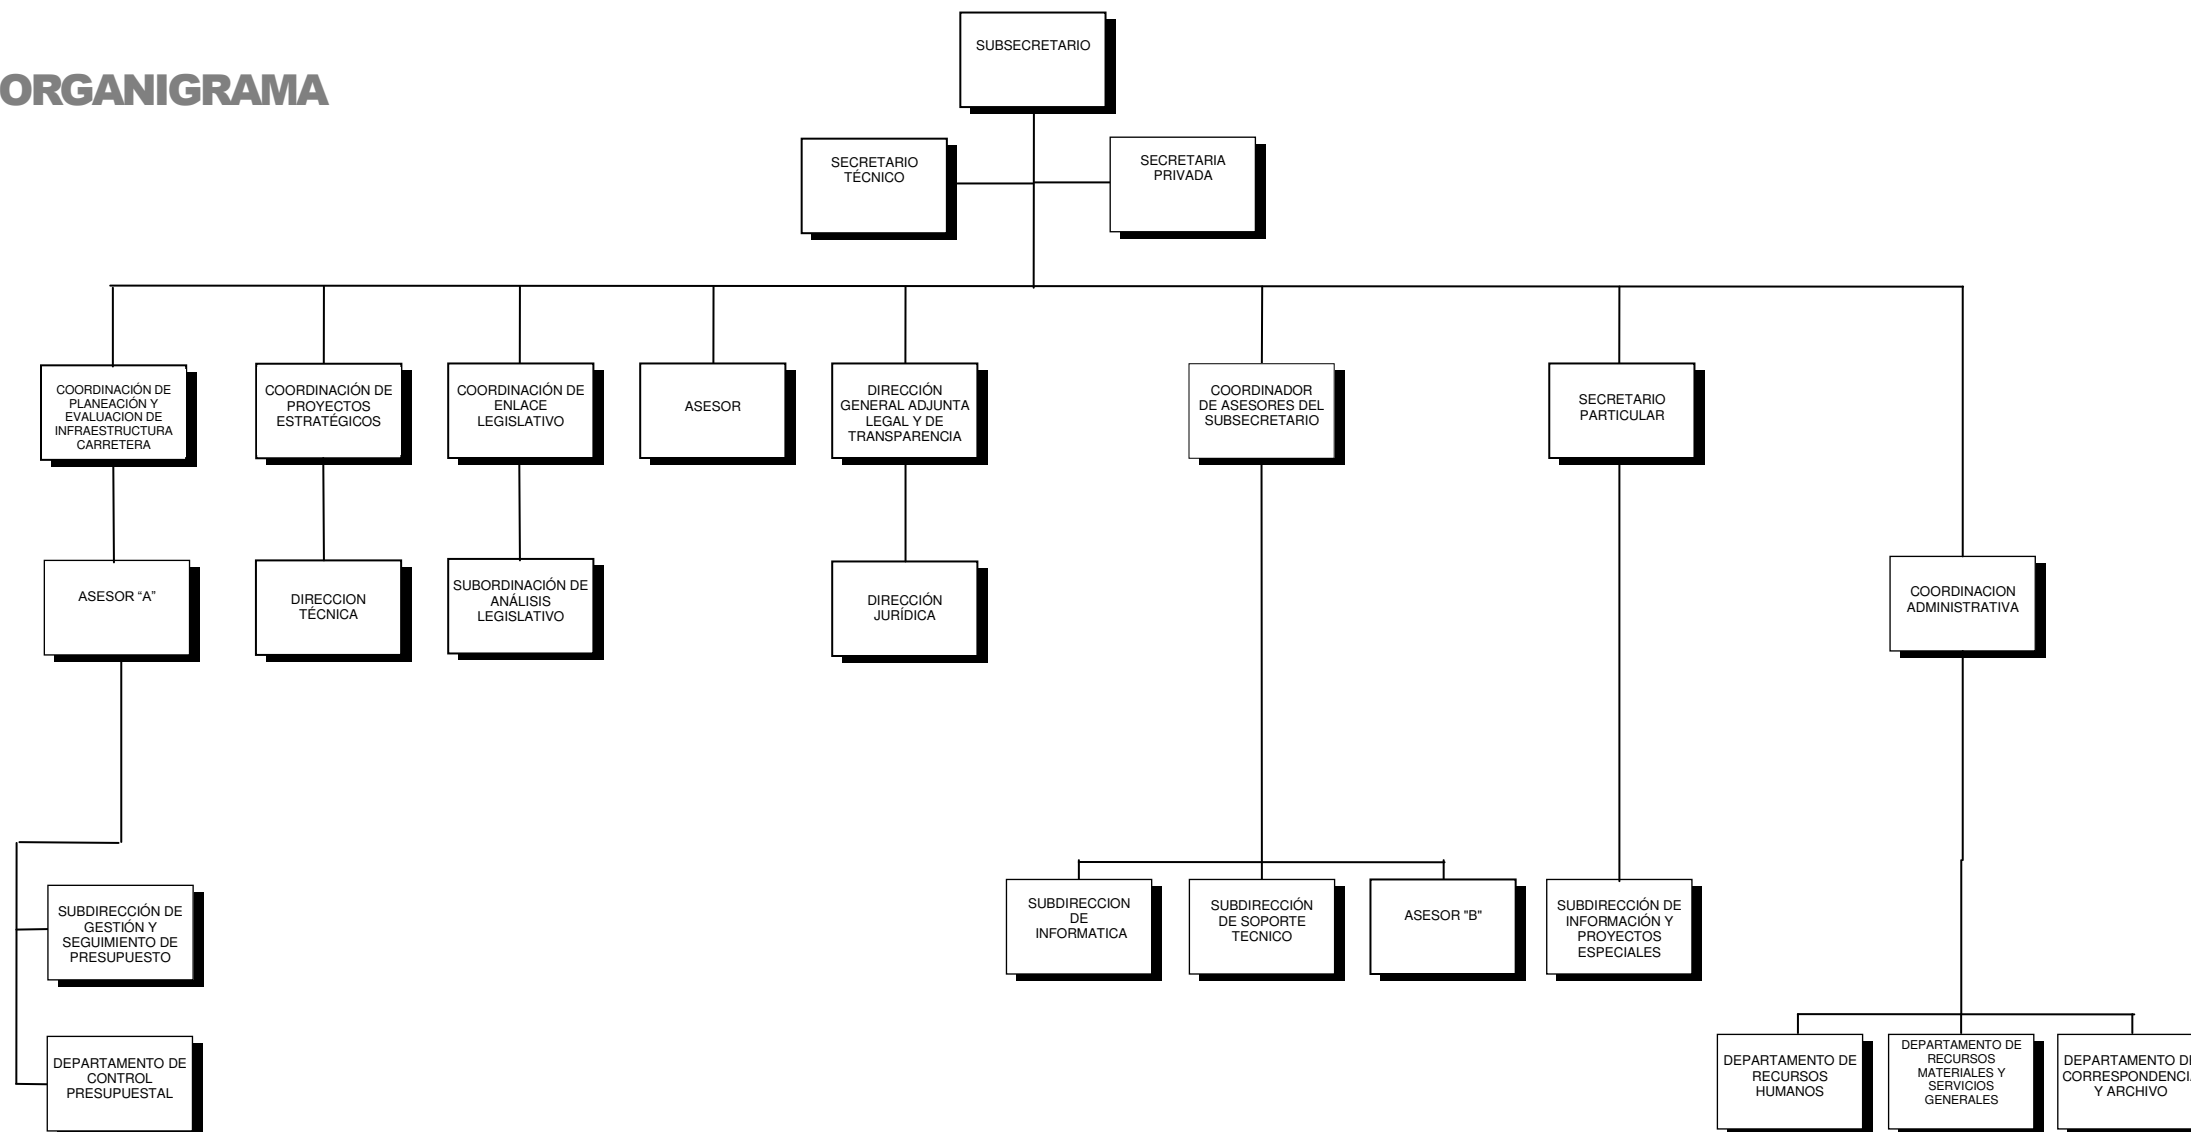 ORGANIGRAMA
SUBSECRETARIO
SECRETARIO
TÉCNICO
SECRETARIA
PRIVADA
COORDINACIÓN DE
PLANEACIÓN Y
EVALUACION DE
INFRAESTRUCTURA
CARRETERA
COORDINACIÓN DE
PROYECTOS
ESTRATÉGICOS
COORDINACIÓN DE
ENLACE
LEGISLATIVO
ASESOR
DIRECCIÓN
GENERAL ADJUNTA
LEGAL Y DE
TRANSPARENCIA
COORDINADOR
DE ASESORES DEL
SUBSECRETARIO
SECRETARIO
PARTICULAR
ASESOR “A”
DIRECCION
TÉCNICA
SUBORDINACIÓN DE
ANÁLISIS
LEGISLATIVO
DIRECCIÓN
JURÍDICA
COORDINACION
ADMINISTRATIVA
SUBDIRECCIÓN DE
GESTIÓN Y
SEGUIMIENTO DE
PRESUPUESTO
SUBDIRECCION
DE
INFORMATICA
SUBDIRECCIÓN
DE SOPORTE
TECNICO
ASESOR "B"
SUBDIRECCIÓN DE
INFORMACIÓN Y
PROYECTOS
ESPECIALES
DEPARTAMENTO DE
CONTROL
PRESUPUESTAL
DEPARTAMENTO DE
RECURSOS
HUMANOS
DEPARTAMENTO DE
RECURSOS
MATERIALES Y
SERVICIOS
GENERALES
DEPARTAMENTO DE
CORRESPONDENCIA
Y ARCHIVO